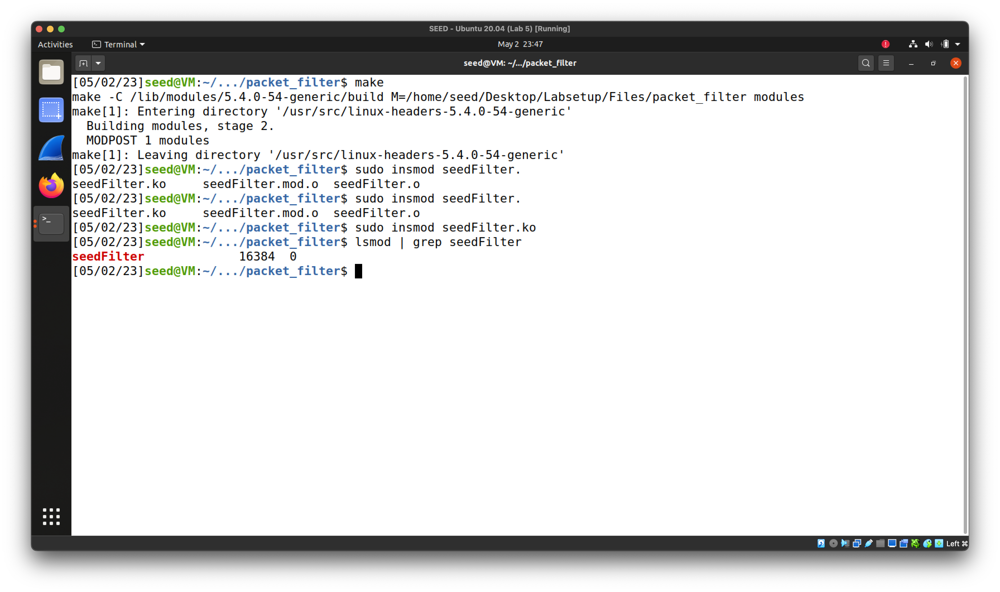 SEED - Ubuntu 20.04 (Lab 5) [Running]
Activities Terminal May 2 23:47
seed@VM: ~/.../packet_filter
[05/02/23]seed@VM:~/.../packet_filter$ make
make -C /lib/modules/5.4.0-54-generic/build M=/home/seed/Desktop/Labsetup/Files/packet_filter modules
make[1]: Entering directory '/usr/src/linux-headers-5.4.0-54-generic'
  Building modules, stage 2.
  MODPOST 1 modules
make[1]: Leaving directory '/usr/src/linux-headers-5.4.0-54-generic'
[05/02/23]seed@VM:~/.../packet_filter$ sudo insmod seedFilter.
seedFilter.ko     seedFilter.mod.o  seedFilter.o
[05/02/23]seed@VM:~/.../packet_filter$ sudo insmod seedFilter.
seedFilter.ko     seedFilter.mod.o  seedFilter.o
[05/02/23]seed@VM:~/.../packet_filter$ sudo insmod seedFilter.ko
[05/02/23]seed@VM:~/.../packet_filter$ lsmod | grep seedFilter
seedFilter             16384  0
[05/02/23]seed@VM:~/.../packet_filter$
Left ⌘